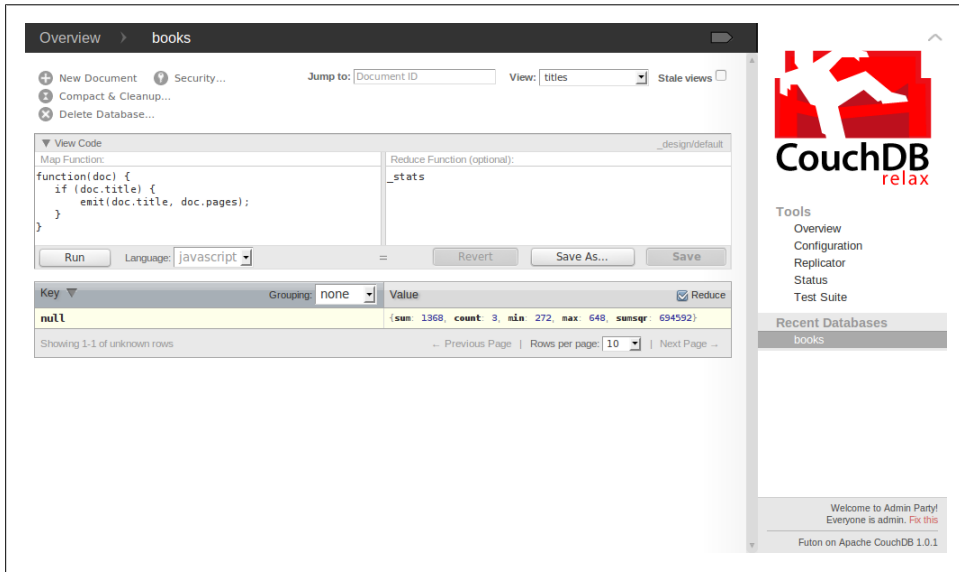 Overview books
New Document Security...
Jump to: Document ID View: titles Stale views
Compact & Cleanup...
Delete Database...
▼ View Code _design/default
Map Function: Reduce Function (optional):
function(doc) {
if (doc.title) {
emit(doc.title, doc.pages);
}
}
_stats
Run Language: javascript = Revert Save As... Save
Key Grouping: none Value Reduce
null {sum: 1368, count: 3, min: 272, max: 648, sumsqr: 694592}
Showing 1-1 of unknown rows ← Previous Page | Rows per page: 10 | Next Page →
CouchDB
relax
Tools
Overview
Configuration
Replicator
Status
Test Suite
Recent Databases
books
Welcome to Admin Party!
Everyone is admin. Fix this
Futon on Apache CouchDB 1.0.1